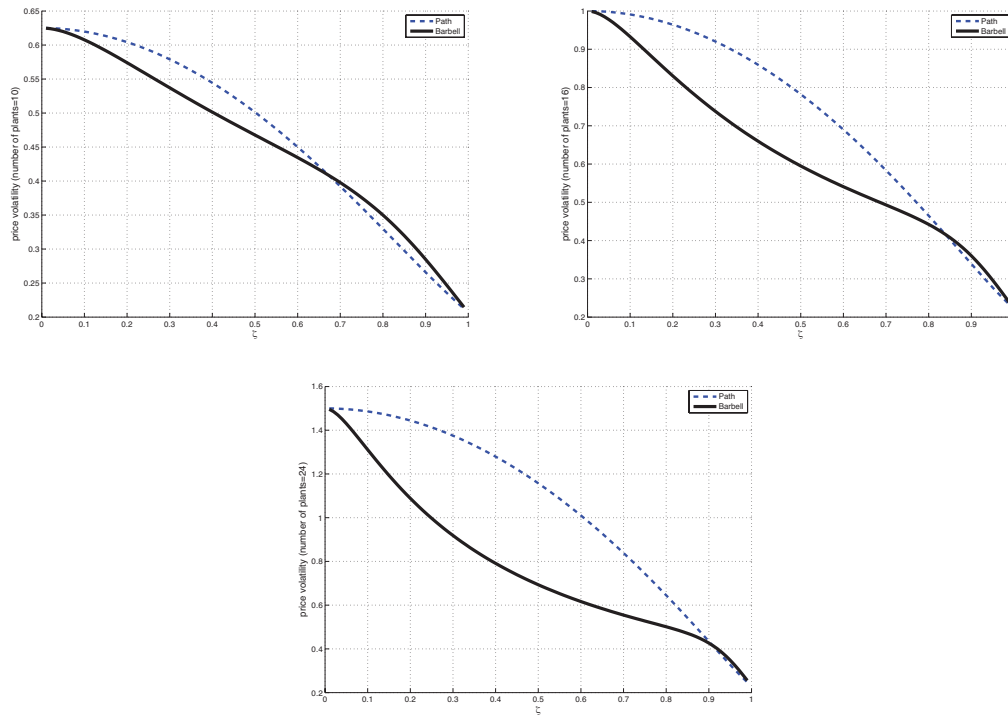 0.65
0.6
0.55
0.5
0.45
0.4
0.35
0.3
0.25
0.2
0 0.1 0.2 0.3 0.4 0.5 0.6 0.7 0.8 0.9 1
ξ
price volatility (number of plants=10)
Path
Barbell
1
0.9
0.8
0.7
0.6
0.5
0.4
0.3
0.2
0 0.1 0.2 0.3 0.4 0.5 0.6 0.7 0.8 0.9
ξ
price volatility (number of plants=16)
Path
Barbell
1.6
1.4
1.2
1
0.8
0.6
0.4
0.2
0 0.1 0.2 0.3 0.4 0.5 0.6 0.7 0.8 0.9 1
ξ
price volatility (number of plants=24)
Path
Barbell